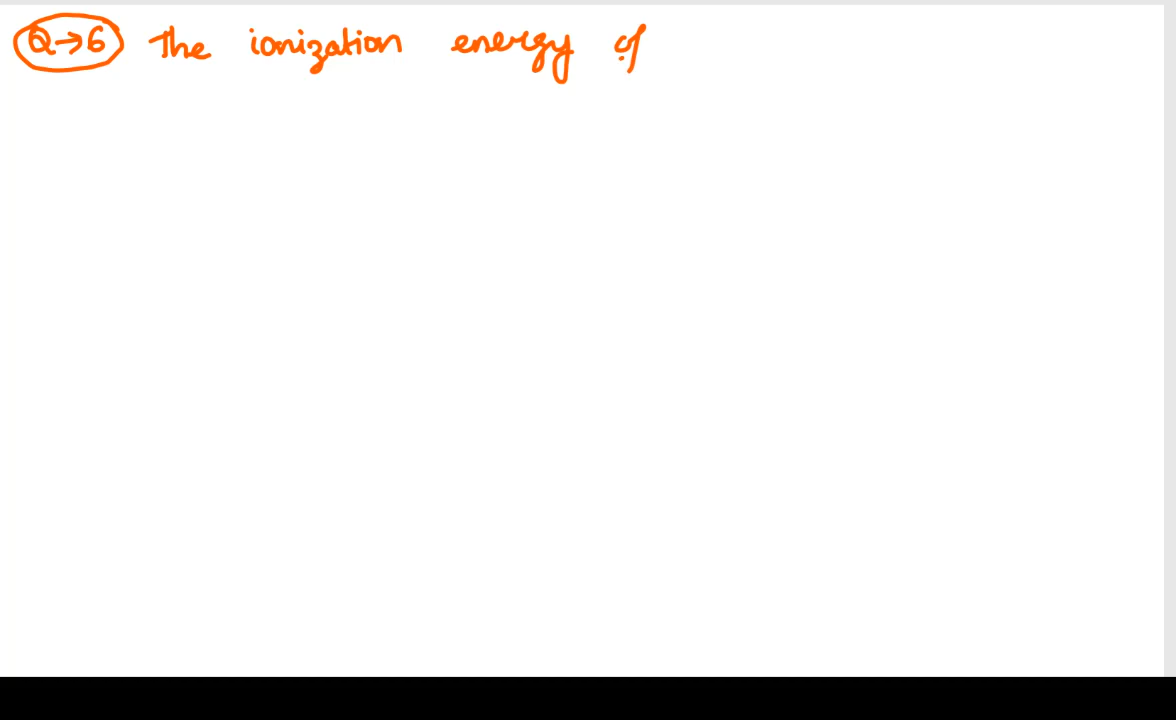 Q→6 The ionization energy of